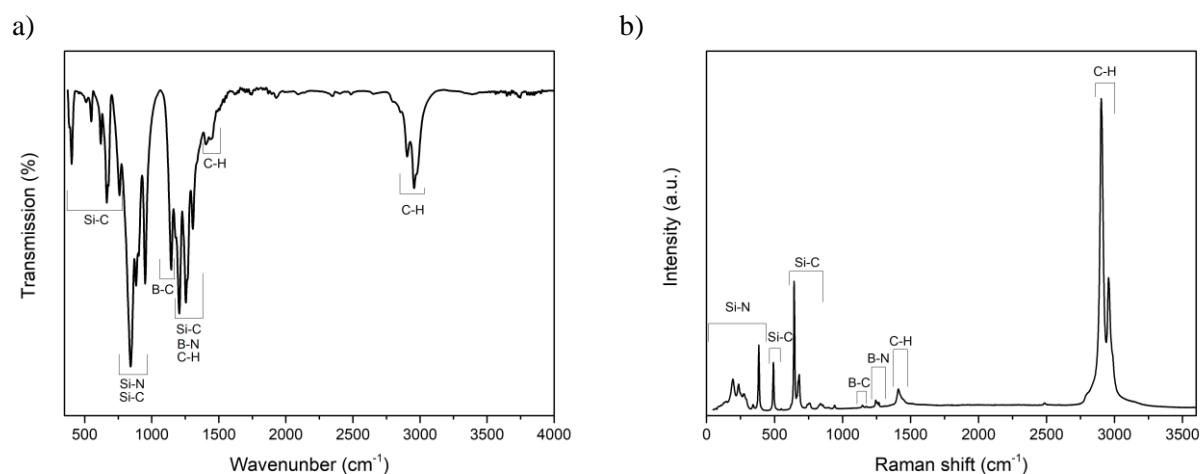 a)
Transmission (%)
Si-C
Si-N
Si-C
B-C
Si-C
B-N
C-H
C-H
C-H
500 1000 1500 2000 2500 3000 3500 4000
Wavenunber (cm⁻¹)
b)
Intensity (a.u.)
C-H
Si-C
Si-N
Si-C
B-C
B-N
C-H
0 500 1000 1500 2000 2500 3000 3500
Raman shift (cm⁻¹)